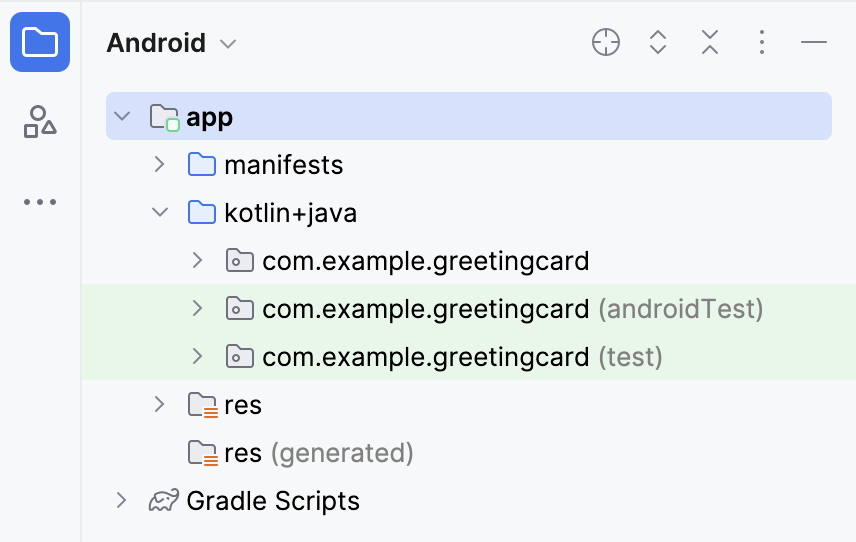 Android
app
manifests
kotlin+java
com.example.greetingcard
com.example.greetingcard (androidTest)
com.example.greetingcard (test)
res
res (generated)
Gradle Scripts